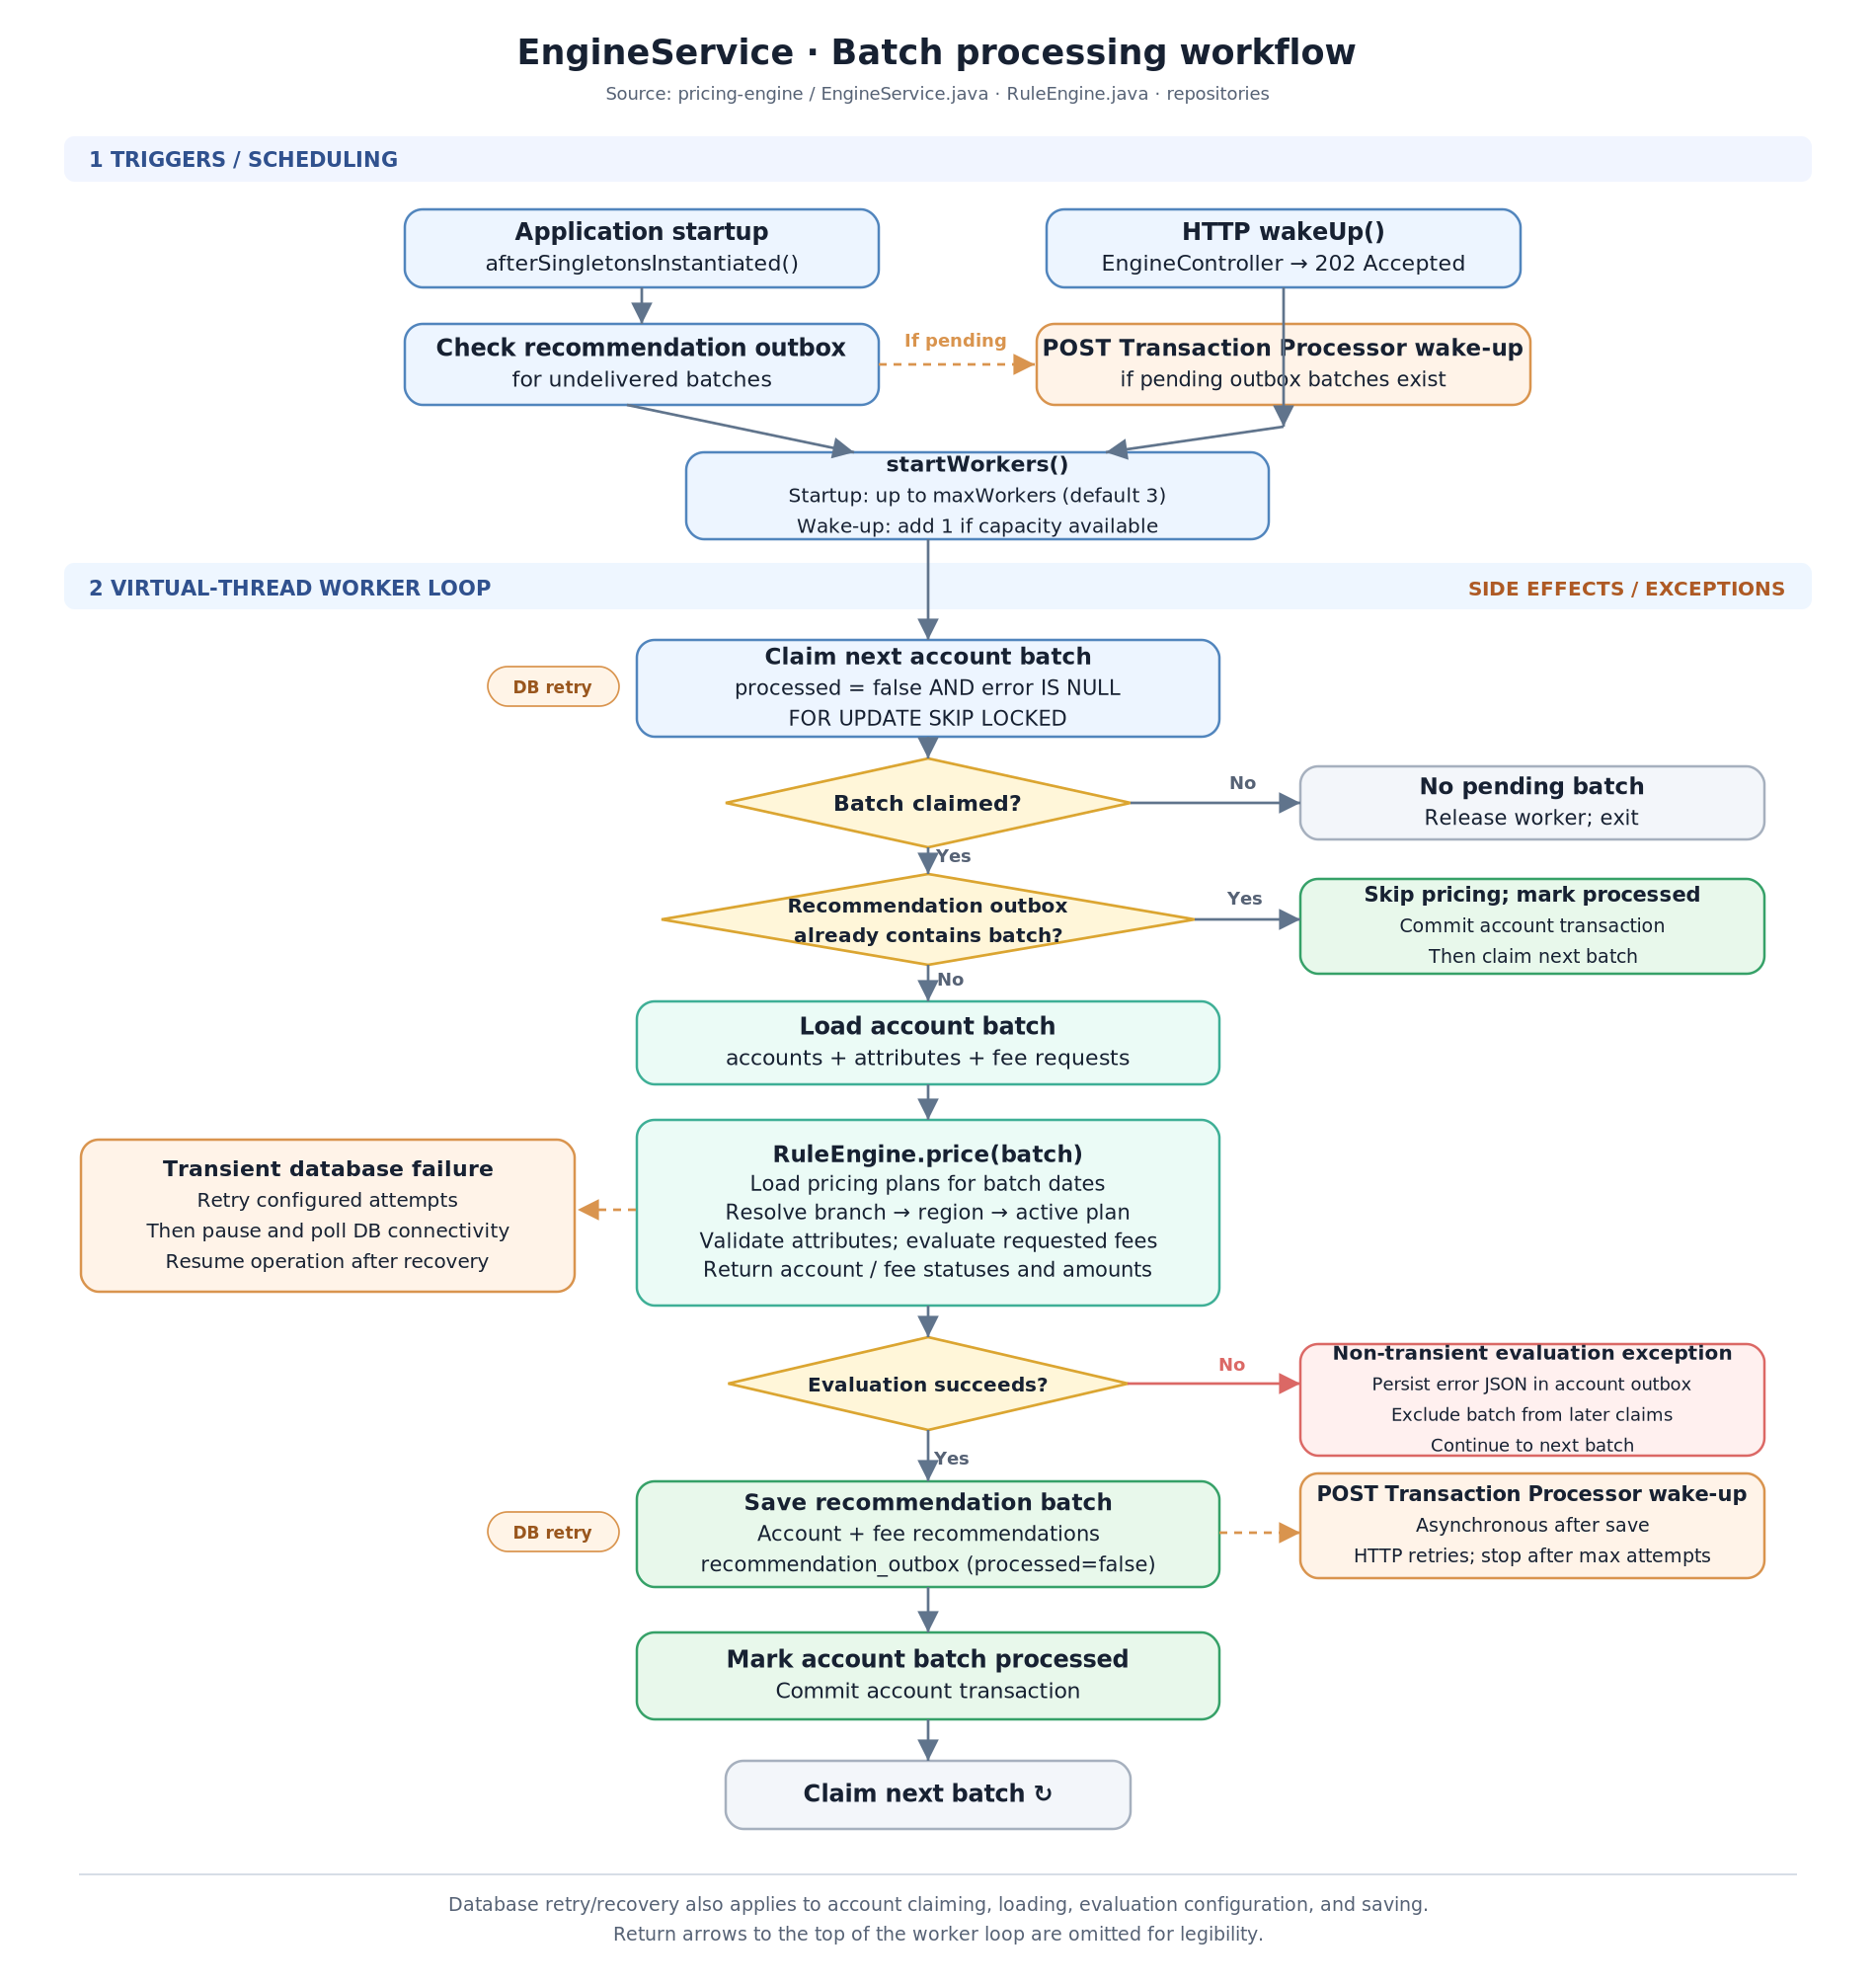 EngineService · Batch processing workflow
Source: pricing-engine / EngineService.java · RuleEngine.java · repositories
1 TRIGGERS / SCHEDULING
Application startup
afterSingletonsInstantiated()
HTTP wakeUp()
EngineController → 202 Accepted
Check recommendation outbox
for undelivered batches
If pending
POST Transaction Processor wake-up
if pending outbox batches exist
startWorkers()
Startup: up to maxWorkers (default 3)
Wake-up: add 1 if capacity available
2 VIRTUAL-THREAD WORKER LOOP
SIDE EFFECTS / EXCEPTIONS
DB retry
Claim next account batch
processed = false AND error IS NULL
FOR UPDATE SKIP LOCKED
Batch claimed?
No
No pending batch
Release worker; exit
Yes
Recommendation outbox
already contains batch?
Yes
Skip pricing; mark processed
Commit account transaction
Then claim next batch
No
Load account batch
accounts + attributes + fee requests
Transient database failure
Retry configured attempts
Then pause and poll DB connectivity
Resume operation after recovery
RuleEngine.price(batch)
Load pricing plans for batch dates
Resolve branch → region → active plan
Validate attributes; evaluate requested fees
Return account / fee statuses and amounts
Evaluation succeeds?
No
Non-transient evaluation exception
Persist error JSON in account outbox
Exclude batch from later claims
Continue to next batch
Yes
DB retry
Save recommendation batch
Account + fee recommendations
recommendation_outbox (processed=false)
POST Transaction Processor wake-up
Asynchronous after save
HTTP retries; stop after max attempts
Mark account batch processed
Commit account transaction
Claim next batch ↻
Database retry/recovery also applies to account claiming, loading, evaluation configuration, and saving.
Return arrows to the top of the worker loop are omitted for legibility.